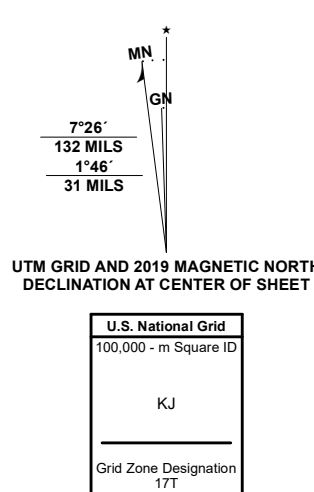 MN
GN
7°26´
132 MILS
1°46´
31 MILS
UTM GRID AND 2019 MAGNETIC NORTH
DECLINATION AT CENTER OF SHEET
U.S. National Grid
100,000 - m Square ID
KJ
Grid Zone Designation
17T